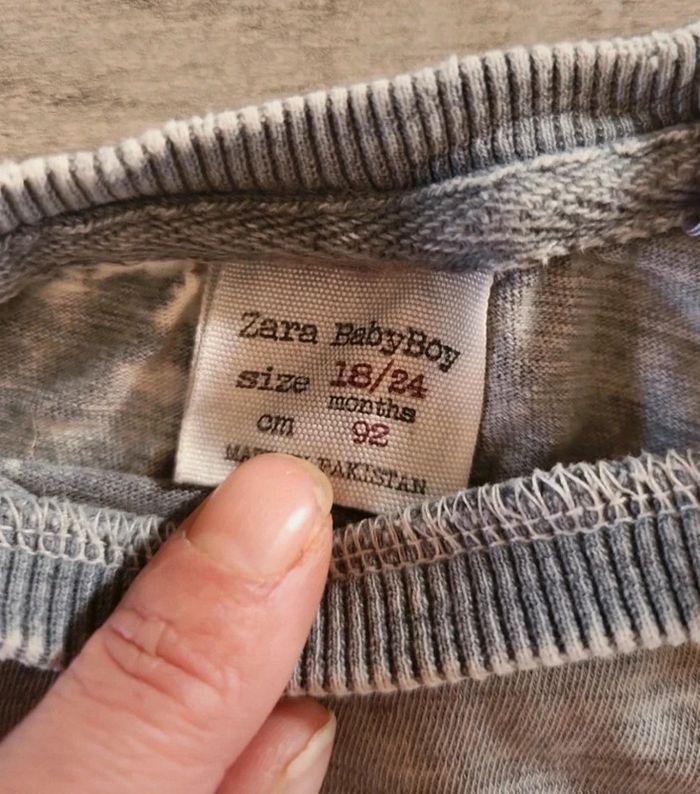 Zara BabyBoy
size 18/24
months
cm 92
PAKISTAN